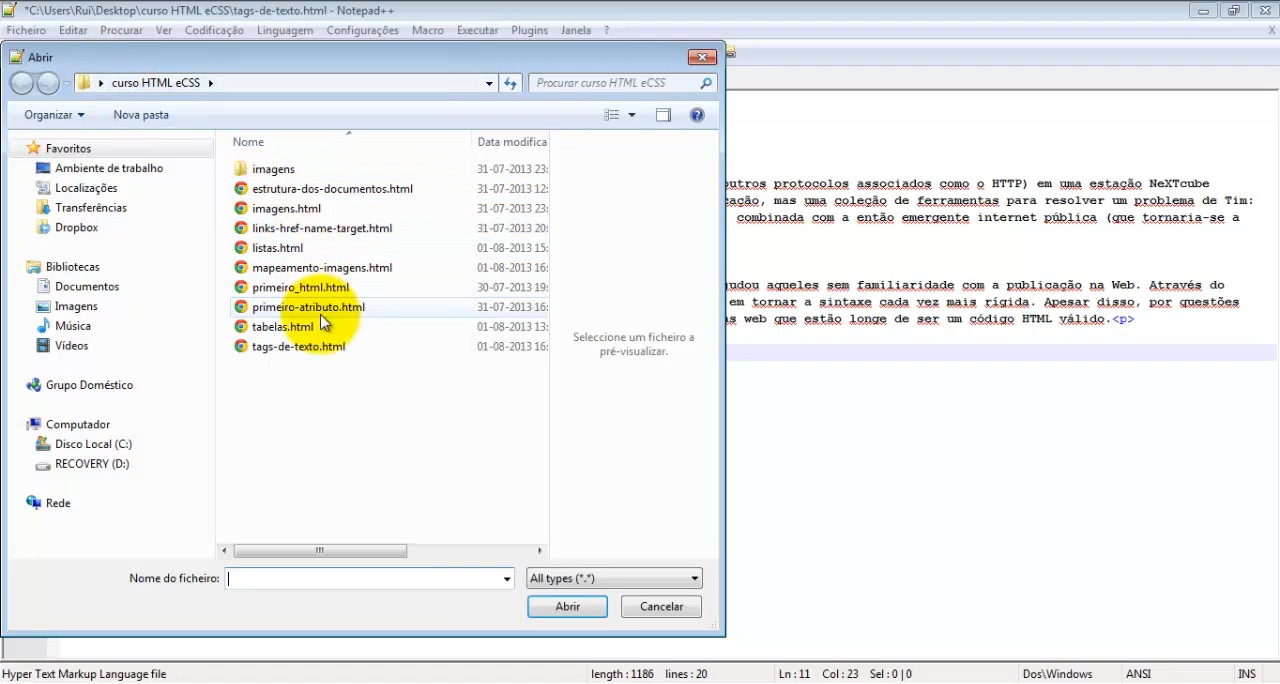 *C:\Users\Rui\Desktop\curso HTML eCSS\tags-de-texto.html - Notepad++
Ficheiro Editar Procurar Ver Codificação Linguagem Configurações Macro Executar Plugins Janela ? X
Abrir
curso HTML eCSS
Procurar curso HTML eCSS
Organizar Nova pasta
Favoritos
Ambiente de trabalho
Localizações
Transferências
Dropbox
Bibliotecas
Documentos
Imagens
Música
Vídeos
Grupo Doméstico
Computador
Disco Local (C:)
RECOVERY (D:)
Rede
Nome Data modifica
imagens 31-07-2013 23:
estrutura-dos-documentos.html 31-07-2013 12:
imagens.html 31-07-2013 23:
links-href-name-target.html 31-07-2013 20:
listas.html 01-08-2013 15:
mapeamento-imagens.html 01-08-2013 16:
primeiro_html.html 30-07-2013 19:
primeiro-atributo.html 31-07-2013 16:
tabelas.html 01-08-2013 13:
tags-de-texto.html 01-08-2013 16:
Seleccione um ficheiro a
pré-visualizar.
Nome do ficheiro: All types (*.*)
Abrir Cancelar
outros protocolos associados como o HTTP) em uma estação NeXTcube
cação, mas uma coleção de ferramentas para resolver um problema de Tim:
combinada com a então emergente internet pública (que tornaria-se a
udou aqueles sem familiaridade com a publicação na Web. Através do
em tornar a sintaxe cada vez mais rígida. Apesar disso, por questões
s web que estão longe de ser um código HTML válido.<p>
Hyper Text Markup Language file length : 1186 lines : 20 Ln : 11 Col : 23 Sel : 0 | 0 Dos\Windows ANSI INS